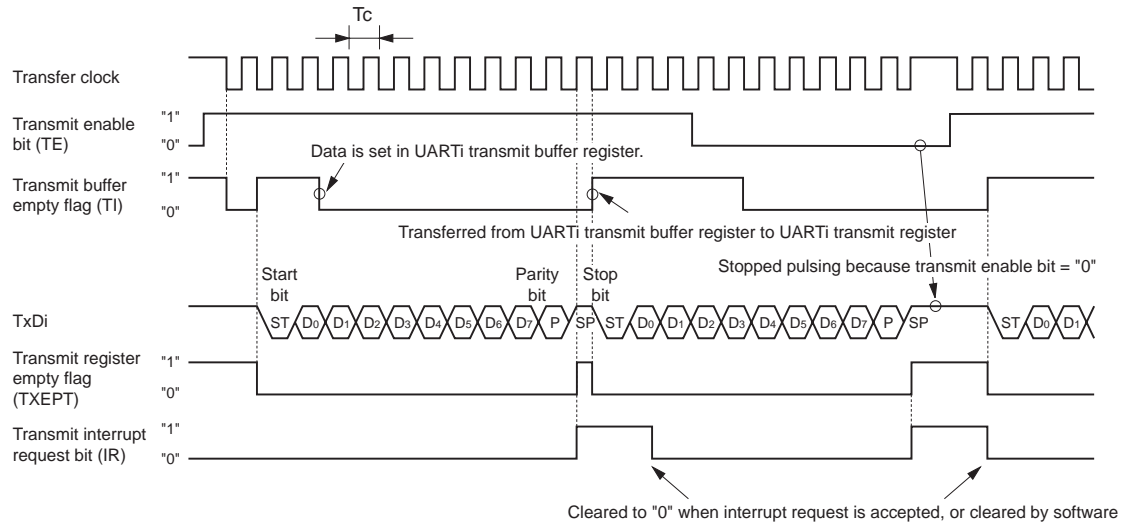 Tc
Transfer clock
Transmit enable
bit (TE)
"1"
"0"
Data is set in UARTi transmit buffer register.
Transmit buffer
empty flag (TI)
"1"
"0"
Transferred from UARTi transmit buffer register to UARTi transmit register
Stopped pulsing because transmit enable bit = "0"
Start
bit
Parity
bit
Stop
bit
TxDi
ST D0 D1 D2 D3 D4 D5 D6 D7 P SP ST D0 D1 D2 D3 D4 D5 D6 D7 P SP ST D0 D1
Transmit register
empty flag
(TXEPT)
"1"
"0"
Transmit interrupt
request bit (IR)
"1"
"0"
Cleared to "0" when interrupt request is accepted, or cleared by software